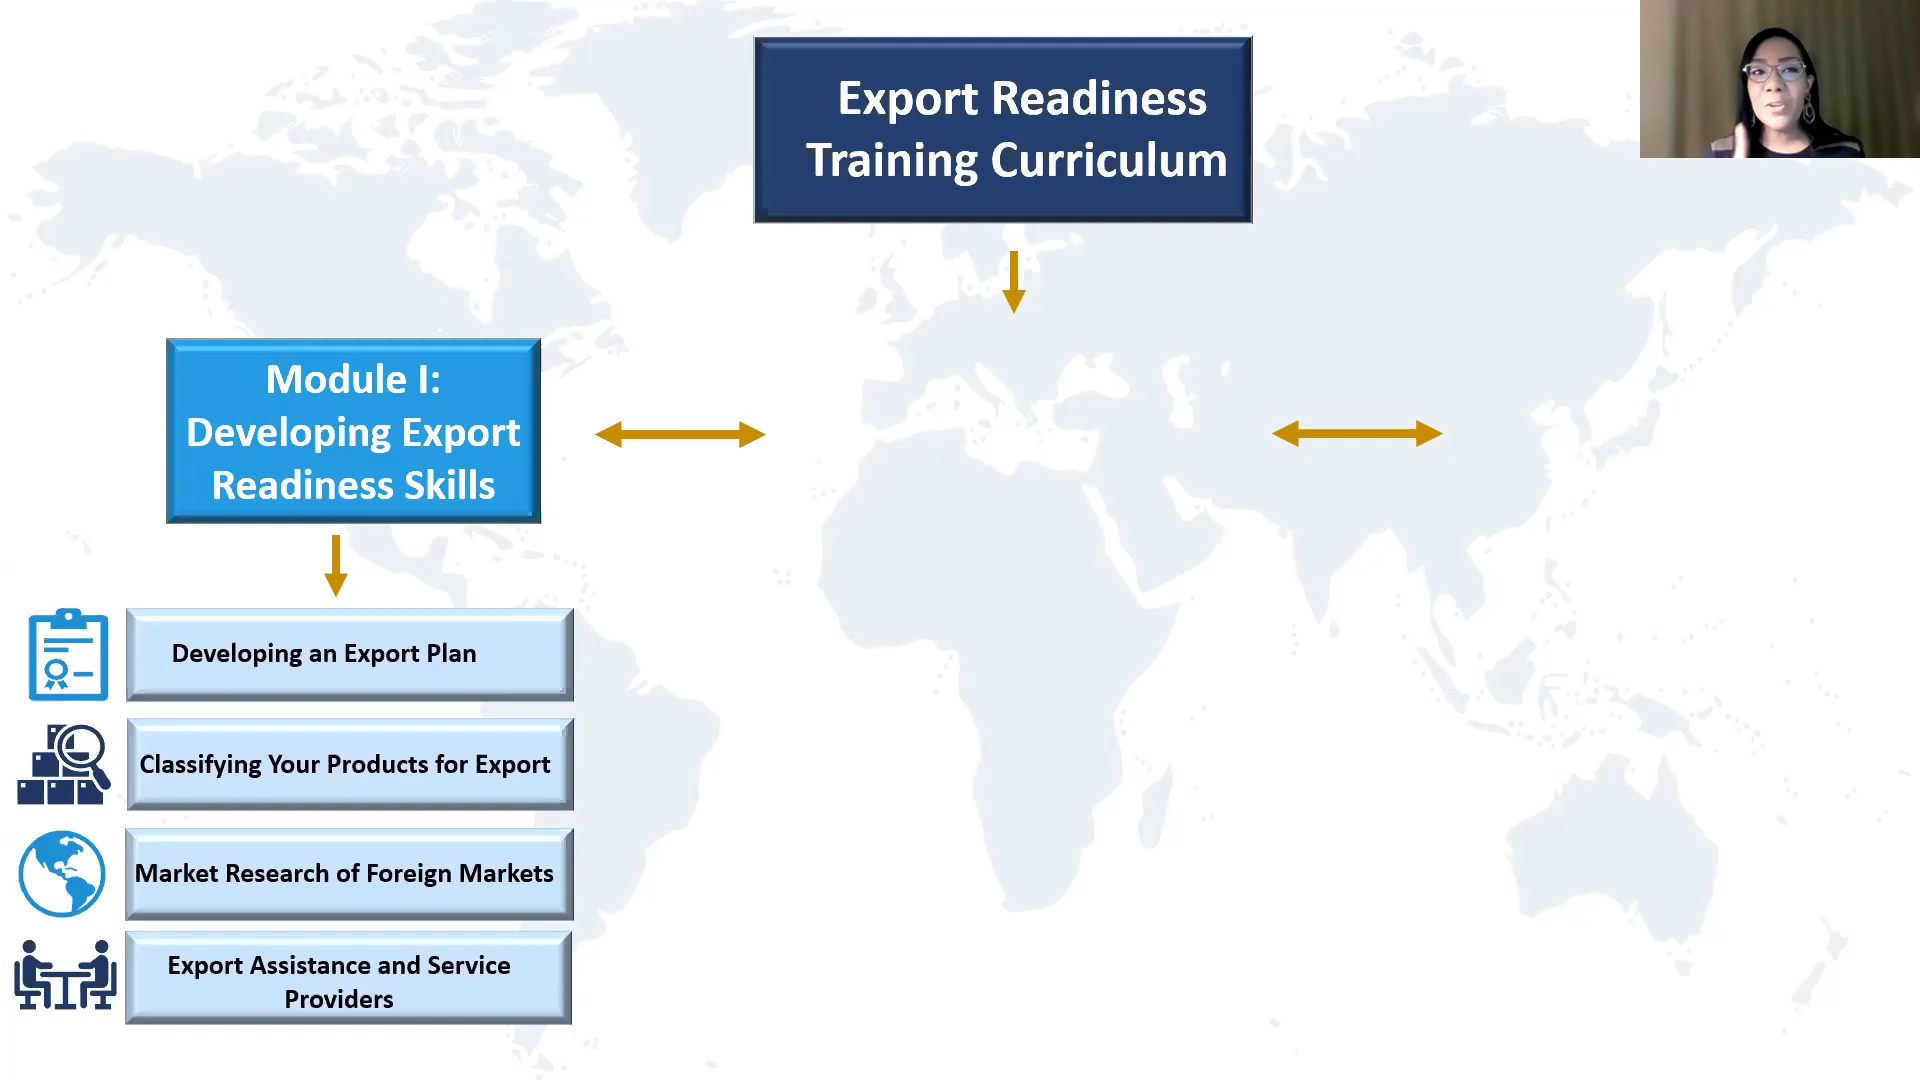 Export Readiness
Training Curriculum
Module I:
Developing Export
Readiness Skills
Developing an Export Plan
Classifying Your Products for Export
Market Research of Foreign Markets
Export Assistance and Service
Providers